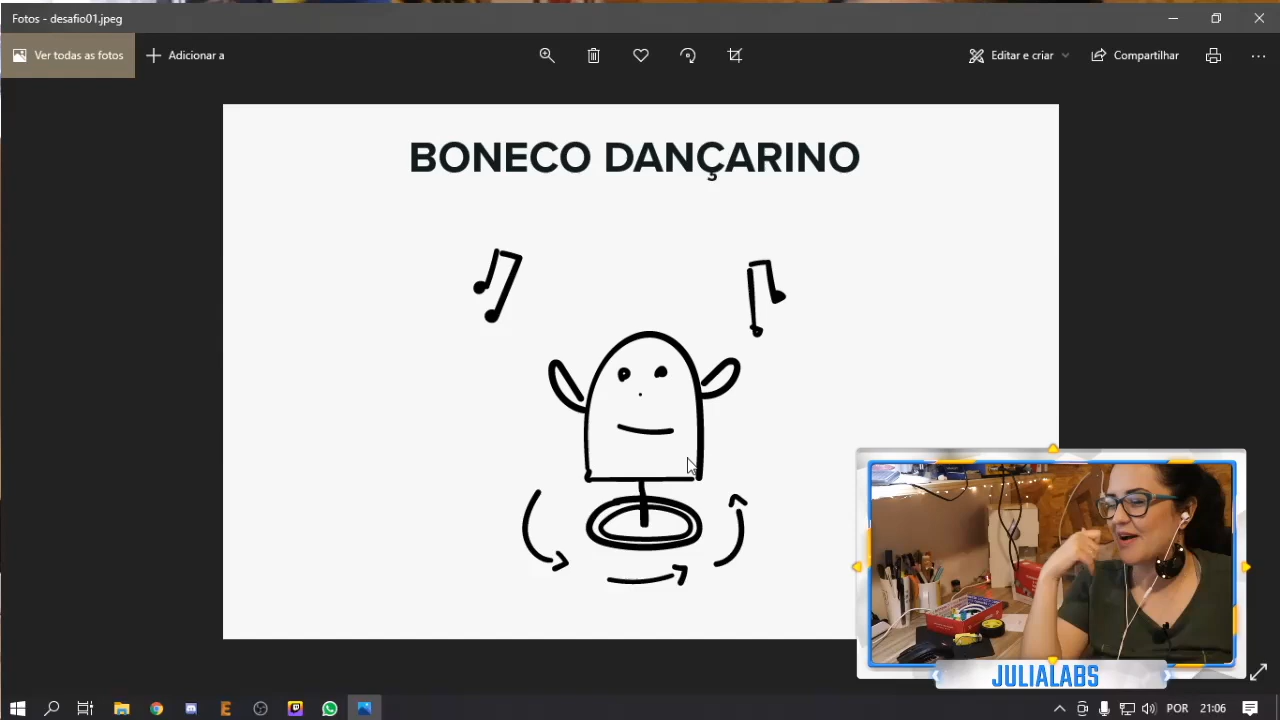 Fotos - desafio01.jpeg
Ver todas as fotos
Adicionar a
Editar e criar
Compartilhar
BONECO DANÇARINO
JULIALABS
POR
21:06